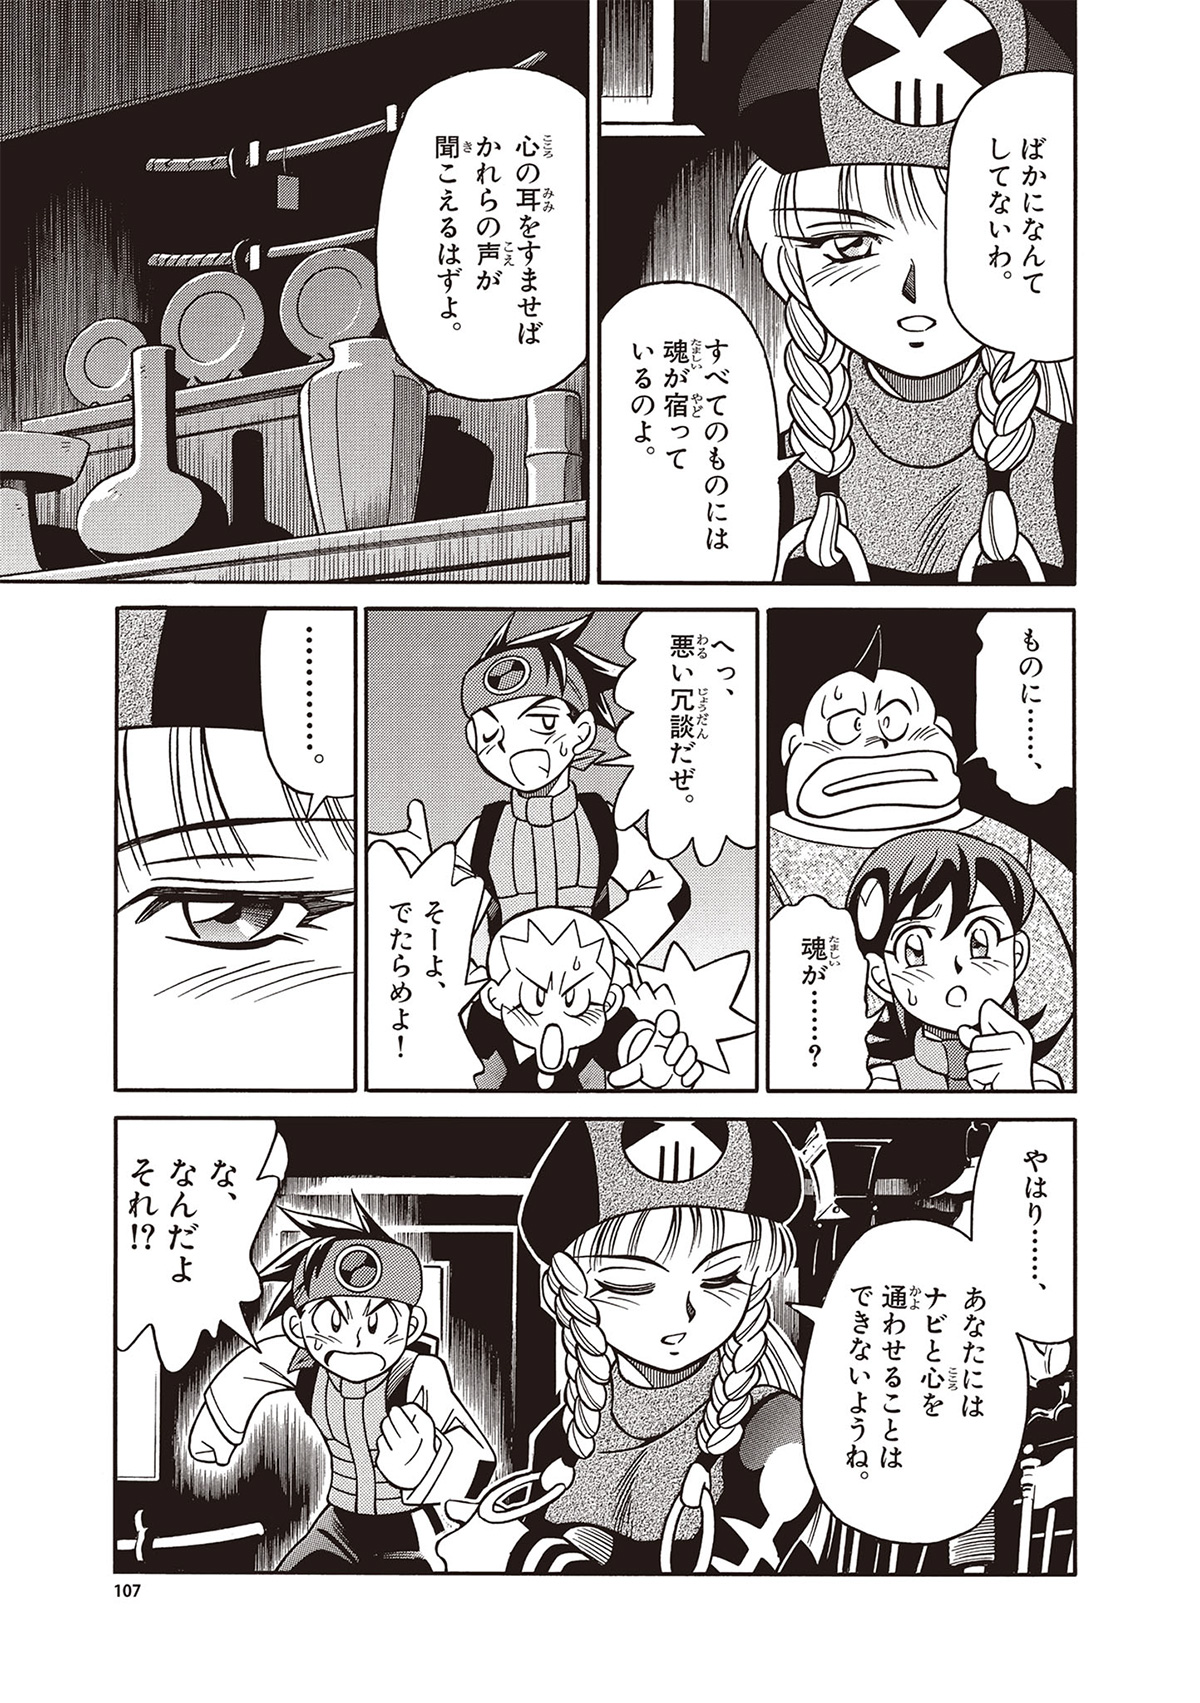 ばかになんて
してないわ。
すべてのものには
魂が宿って
いるのよ。
心の耳をすませば
かれらの声が
聞こえるはずよ。
ものに……、
魂が……？
へっ、
悪い冗談だぜ。
そーよ、
でたらめよ！
………。
やはり……、
あなたには
ナビと心を
通わせることは
できないようね。
な、
なんだよ
それ!?
107